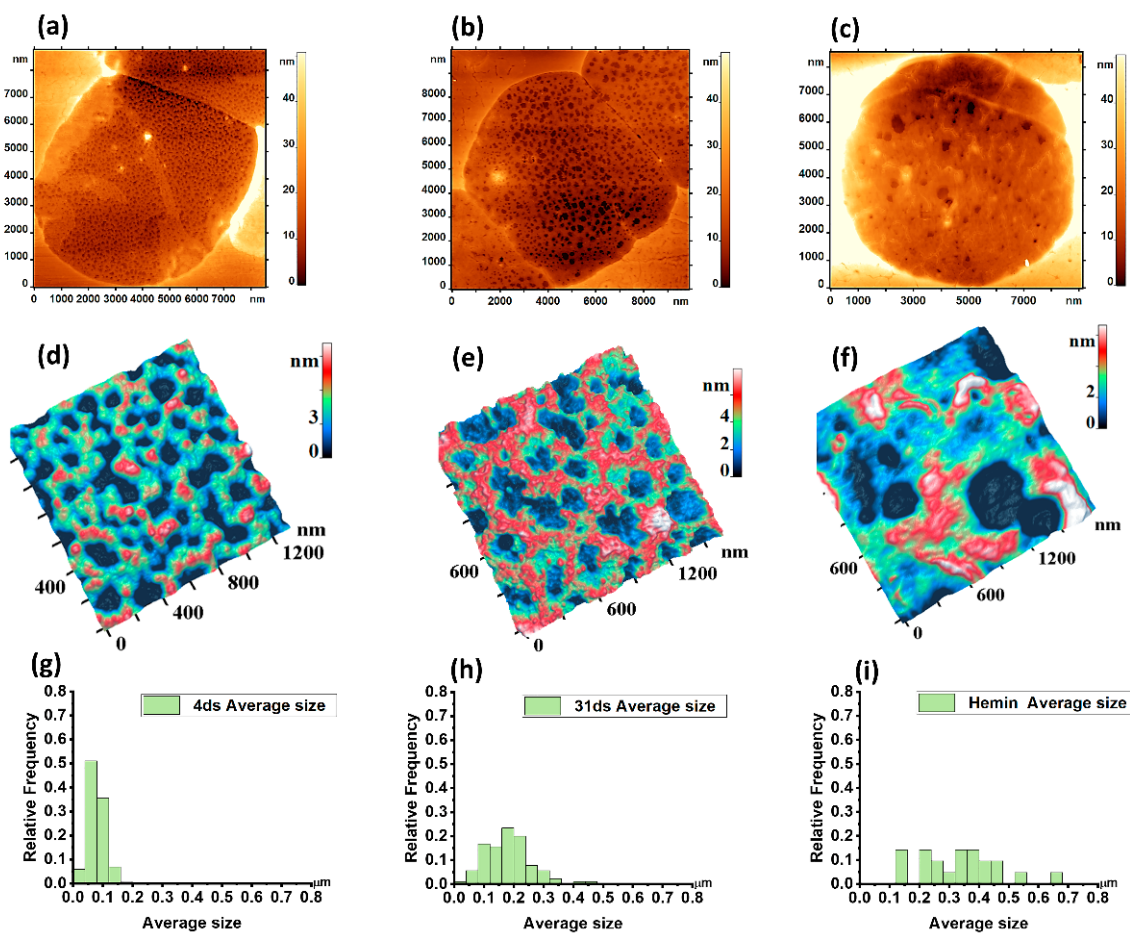 (a)
(b)
(c)
nm
7000
6000
5000
4000
3000
2000
1000
0
0 1000 2000 3000 4000 5000 6000 7000 nm
nm
40
30
20
10
0
nm
8000
7000
6000
5000
4000
3000
2000
1000
0
0 2000 4000 6000 8000 nm
nm
40
30
20
10
0
nm
7000
6000
5000
4000
3000
2000
1000
0
1000 3000 5000 7000 nm
nm
40
30
20
10
0
(d)
(e)
(f)
nm
3
0
nm
1200
800
400
0
400
nm
4
2
0
nm
1200
600
0
600
nm
2
0
nm
1200
600
0
600
(g)
(h)
(i)
4ds Average size
Relative Frequency
0.8
0.7
0.6
0.5
0.4
0.3
0.2
0.1
0.0
0.0 0.1 0.2 0.3 0.4 0.5 0.6 0.7 0.8
μm
Average size
31ds Average size
Relative Frequency
0.8
0.7
0.6
0.5
0.4
0.3
0.2
0.1
0.0
0.0 0.1 0.2 0.3 0.4 0.5 0.6 0.7 0.8
μm
Average size
Hemin Average size
Relative Frequency
0.8
0.7
0.6
0.5
0.4
0.3
0.2
0.1
0.0
0.0 0.1 0.2 0.3 0.4 0.5 0.6 0.7 0.8
μm
Average size